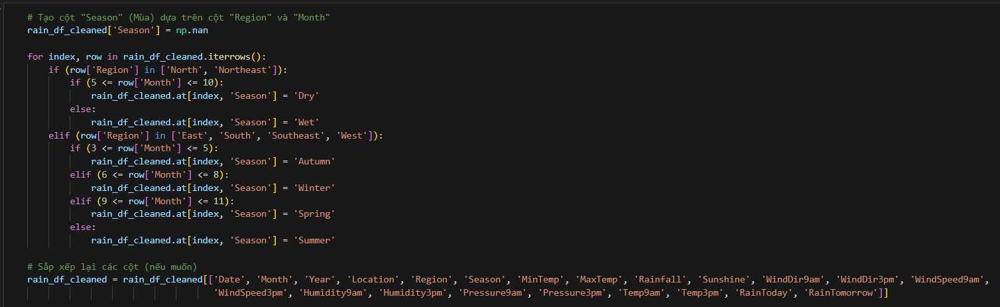 # Tạo cột "Season" (Mùa) dựa trên cột "Region" và "Month"
rain_df_cleaned['Season'] = np.nan

for index, row in rain_df_cleaned.iterrows():
    if (row['Region'] in ['North', 'Northeast']):
        if (5 <= row['Month'] <= 10):
            rain_df_cleaned.at[index, 'Season'] = 'Dry'
        else:
            rain_df_cleaned.at[index, 'Season'] = 'Wet'
    elif (row['Region'] in ['East', 'South', 'Southeast', 'West']):
        if (3 <= row['Month'] <= 5):
            rain_df_cleaned.at[index, 'Season'] = 'Autumn'
        elif (6 <= row['Month'] <= 8):
            rain_df_cleaned.at[index, 'Season'] = 'Winter'
        elif (9 <= row['Month'] <= 11):
            rain_df_cleaned.at[index, 'Season'] = 'Spring'
        else:
            rain_df_cleaned.at[index, 'Season'] = 'Summer'

# Sắp xếp lại các cột (nếu muốn)
rain_df_cleaned = rain_df_cleaned[['Date', 'Month', 'Year', 'Location', 'Region', 'Season', 'MinTemp', 'MaxTemp', 'Rainfall', 'Sunshine', 'WindDir9am', 'WindDir3pm', 'WindSpeed9am',
                                   'WindSpeed3pm', 'Humidity9am', 'Humidity3pm', 'Pressure9am', 'Pressure3pm', 'Temp9am', 'Temp3pm', 'RainToday', 'RainTomorrow']]